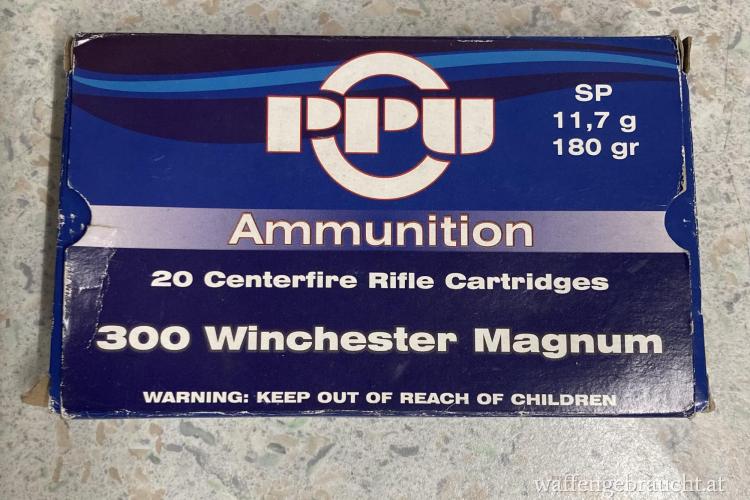 PPU
SP
11,7 g
180 gr
Ammunition
20 Centerfire Rifle Cartridges
300 Winchester Magnum
WARNING: KEEP OUT OF REACH OF CHILDREN
waffengebraucht.at